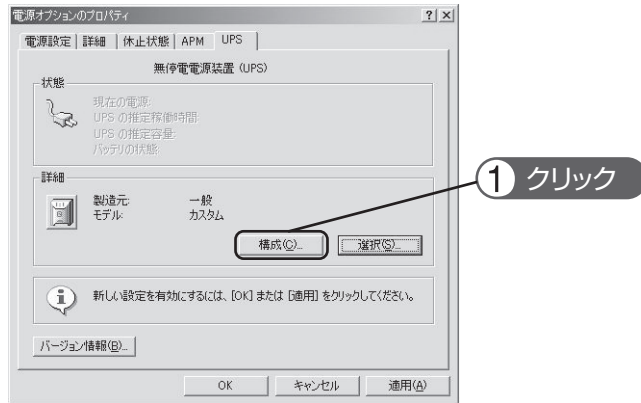 電源オプションのプロパティ
電源設定 詳細 休止状態 APM UPS
無停電電源装置 (UPS)
状態
現在の電源:
UPS の推定稼働時間:
UPS の推定容量:
バッテリの状態:
詳細
製造元: 一般
モデル: カスタム
構成(C)... 選択(S)...
1 クリック
新しい設定を有効にするには、[OK] または [適用] をクリックしてください。
バージョン情報(B)...
OK キャンセル 適用(A)